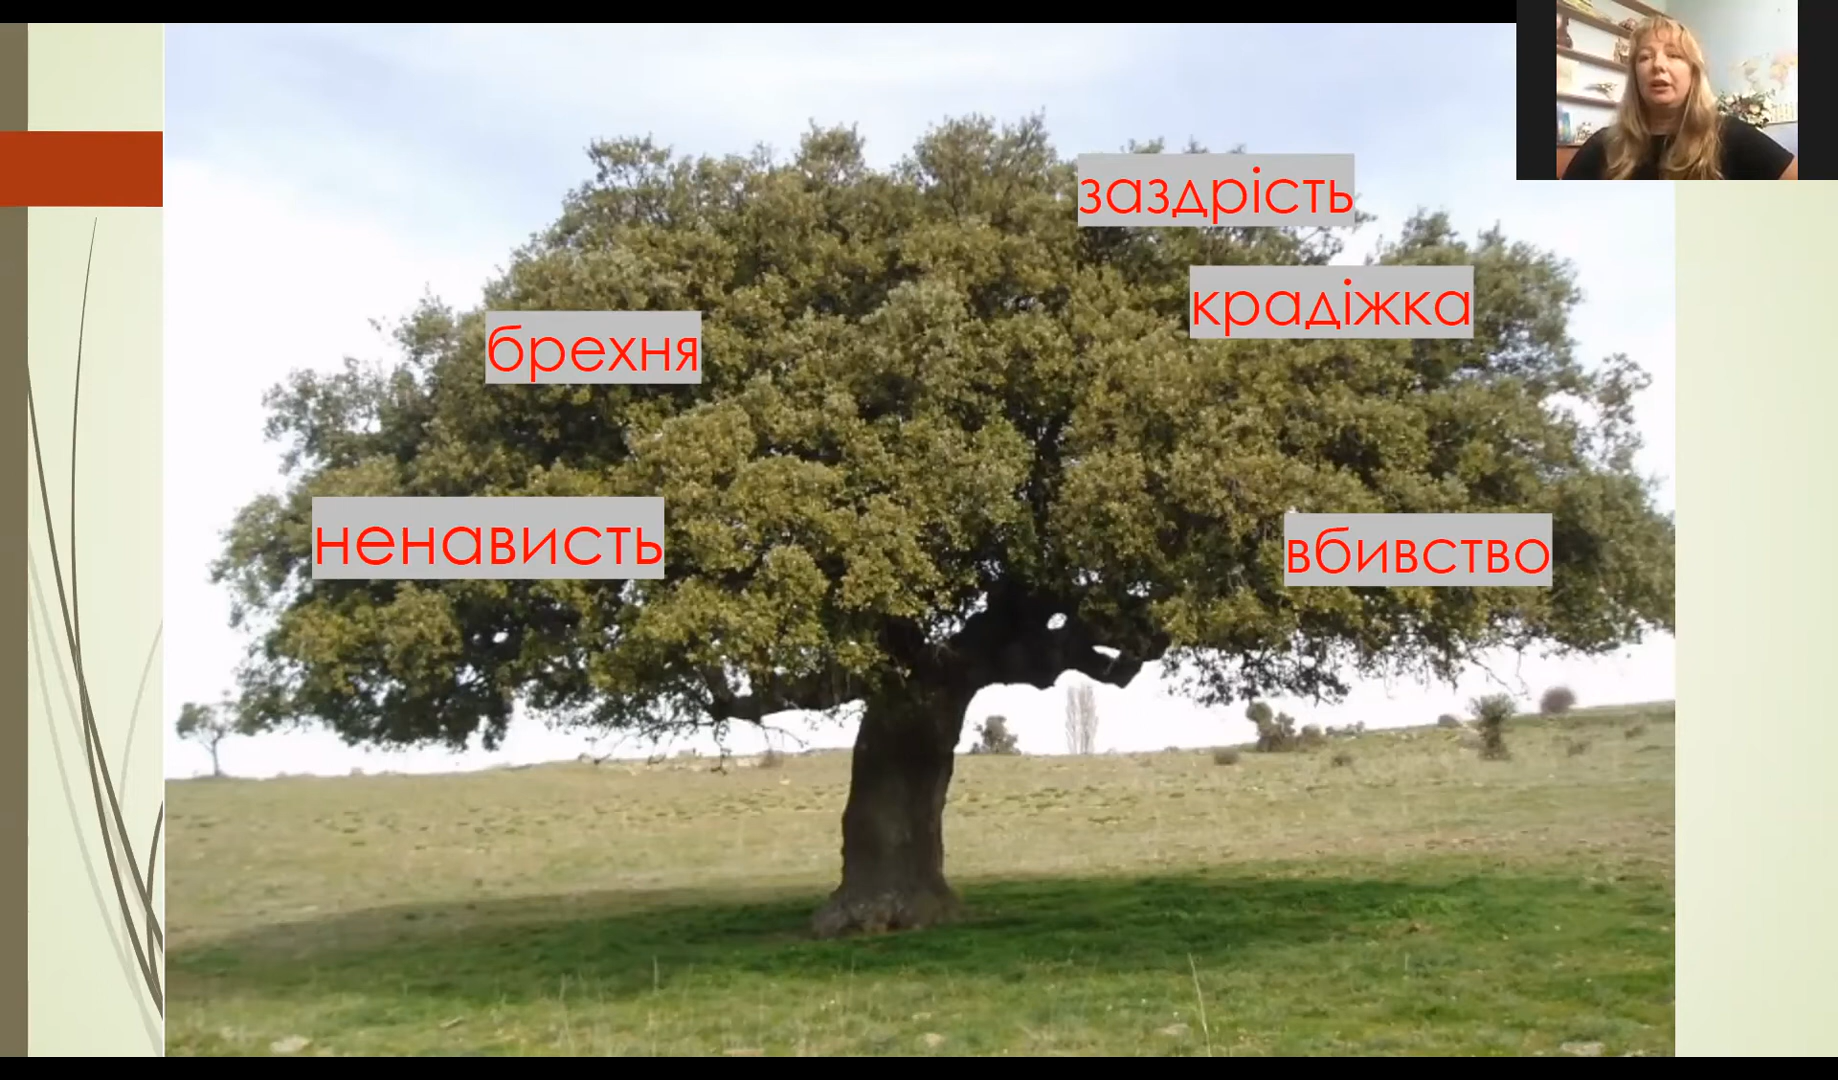 заздрість
крадіжка
брехня
ненависть
вбивство